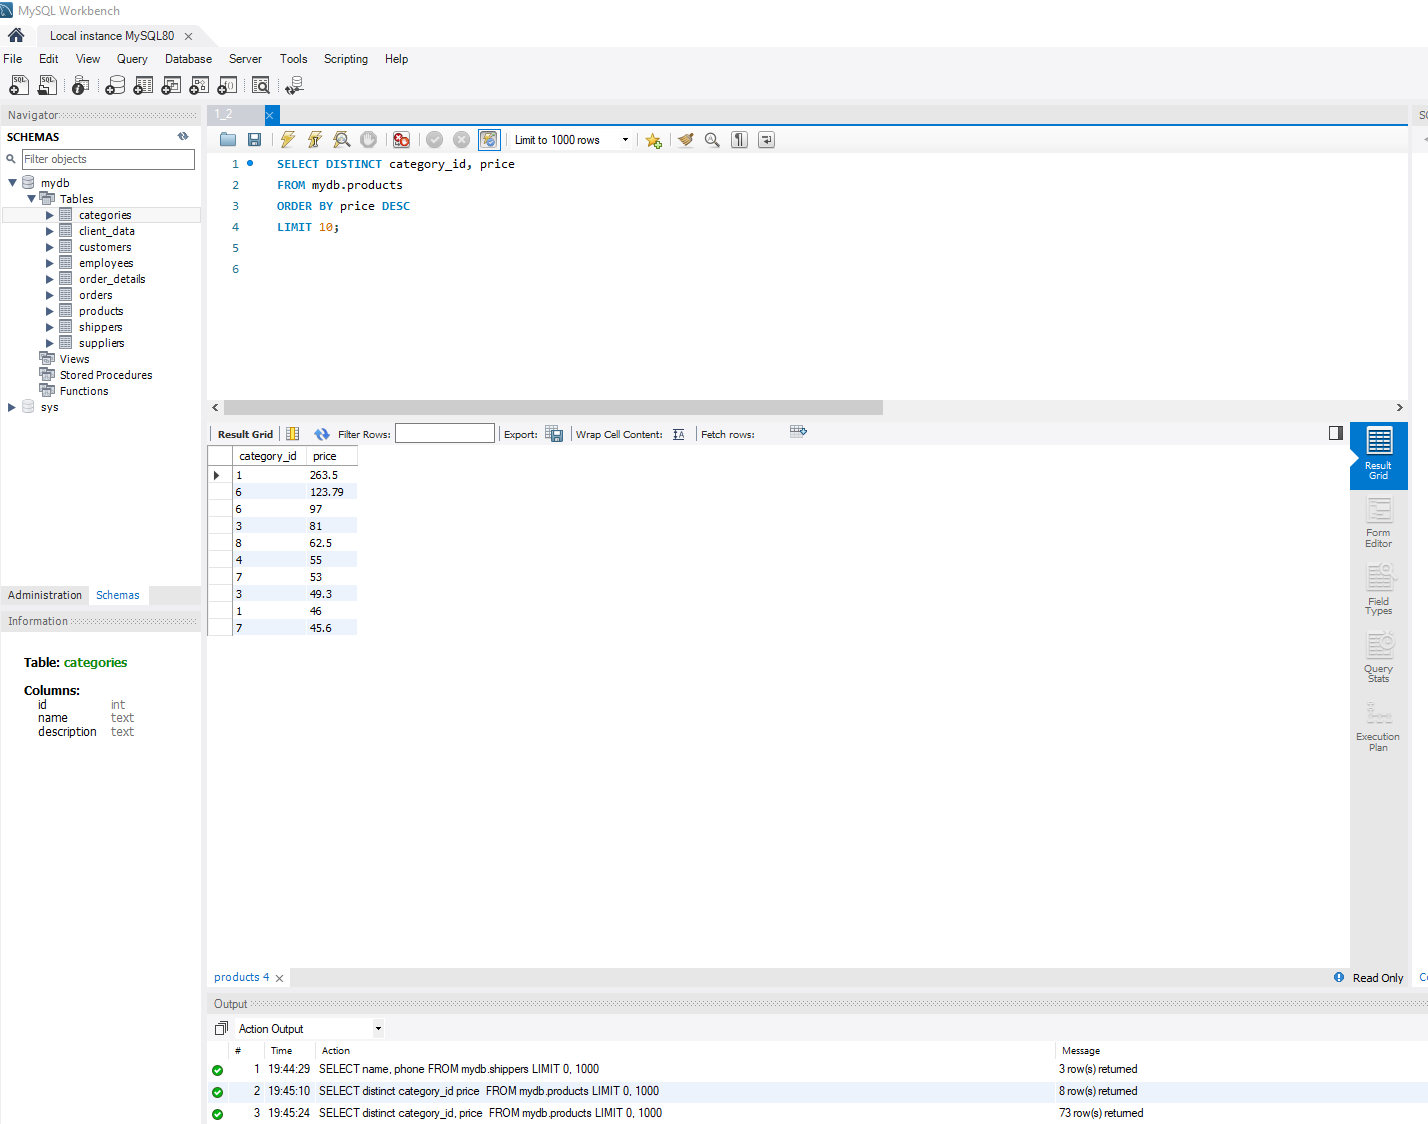 MySQL Workbench
Local instance MySQL80
File Edit View Query Database Server Tools Scripting Help
Navigator
SCHEMAS
Filter objects
mydb
Tables
categories
client_data
customers
employees
order_details
orders
products
shippers
suppliers
Views
Stored Procedures
Functions
sys
Administration Schemas
Information
Table: categories
Columns:
id int
name text
description text
1_2
Limit to 1000 rows
1 SELECT DISTINCT category_id, price
2 FROM mydb.products
3 ORDER BY price DESC
4 LIMIT 10;
5
6
Result Grid Filter Rows: Export: Wrap Cell Content: Fetch rows:
category_id price
1 263.5
6 123.79
6 97
3 81
8 62.5
4 55
7 53
3 49.3
1 46
7 45.6
Result
Grid
Form
Editor
Field
Types
Query
Stats
Execution
Plan
products 4
Read Only
Output
Action Output
# Time Action Message
1 19:44:29 SELECT name, phone FROM mydb.shippers LIMIT 0, 1000 3 row(s) returned
2 19:45:10 SELECT distinct category_id price FROM mydb.products LIMIT 0, 1000 8 row(s) returned
3 19:45:24 SELECT distinct category_id, price FROM mydb.products LIMIT 0, 1000 73 row(s) returned